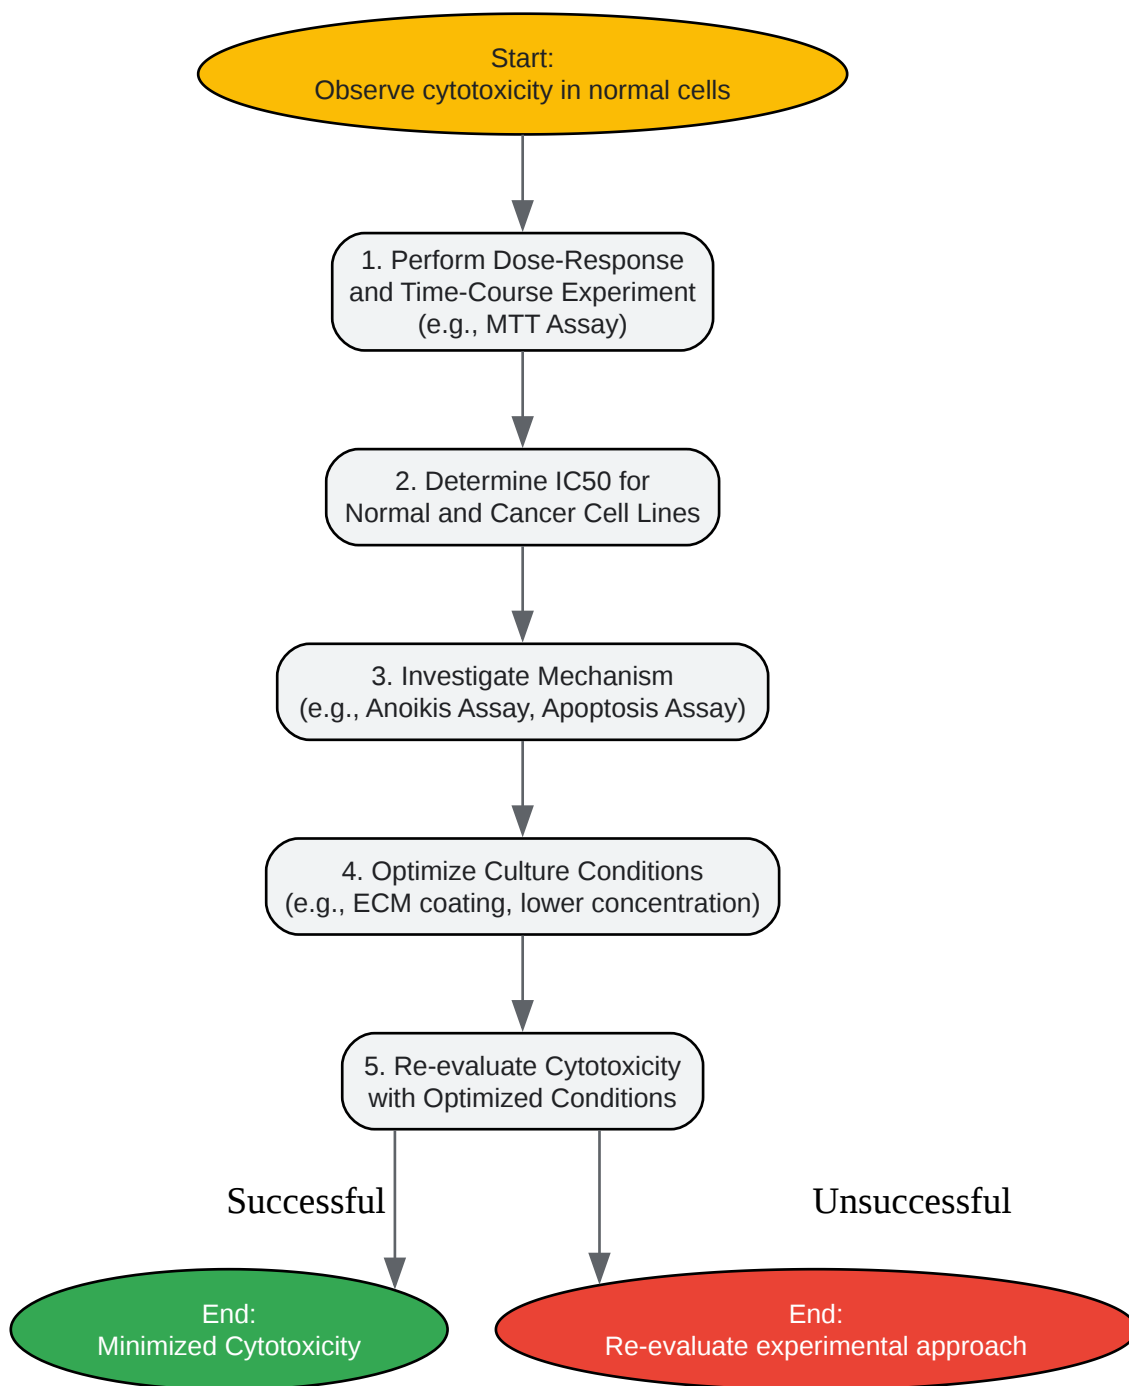 Start:
Observe cytotoxicity in normal cells
1. Perform Dose-Response
and Time-Course Experiment
(e.g., MTT Assay)
2. Determine IC50 for
Normal and Cancer Cell Lines
3. Investigate Mechanism
(e.g., Anoikis Assay, Apoptosis Assay)
4. Optimize Culture Conditions
(e.g., ECM coating, lower concentration)
5. Re-evaluate Cytotoxicity
with Optimized Conditions
Successful
Unsuccessful
End:
Minimized Cytotoxicity
End:
Re-evaluate experimental approach